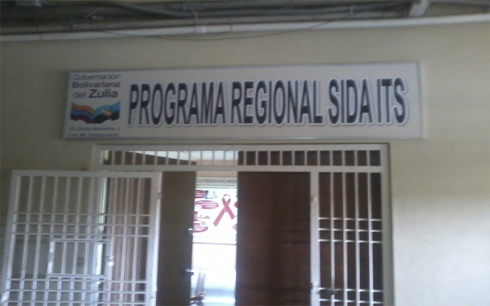 Gobernación
Bolivariana
del Zulia
PROGRAMA REGIONAL SIDA ITS